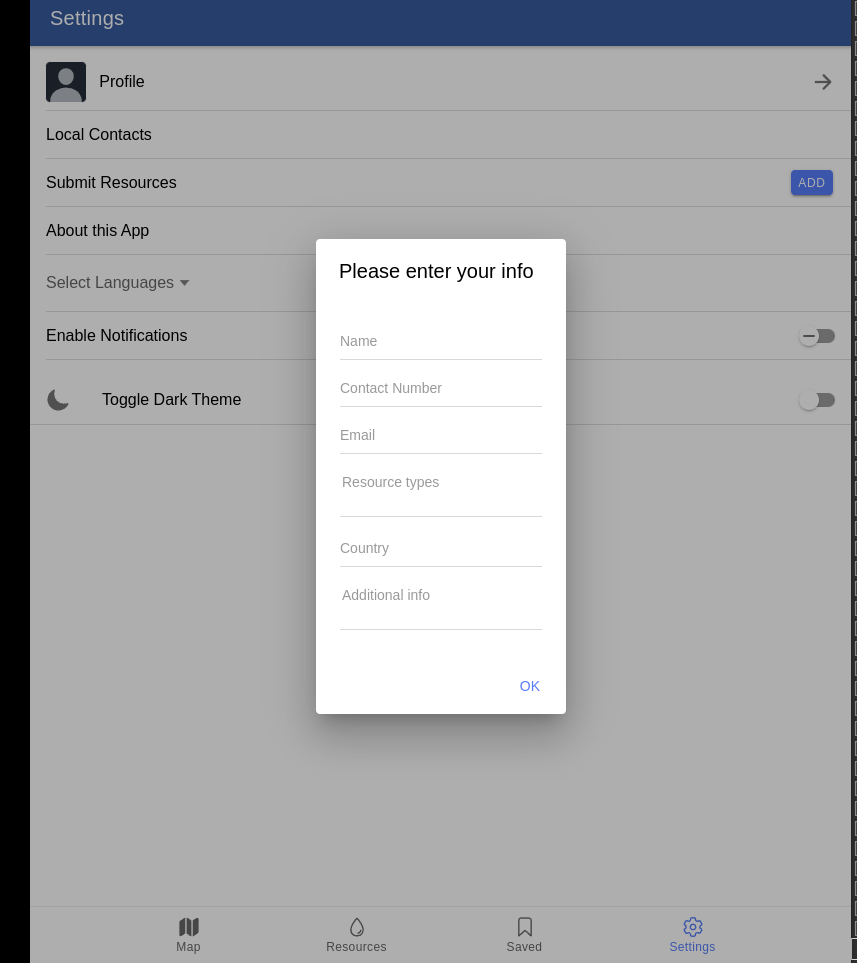 Settings
Profile
Local Contacts
Submit Resources
ADD
About this App
Select Languages
Enable Notifications
Toggle Dark Theme
Please enter your info
Name
Contact Number
Email
Resource types
Country
Additional info
OK
Map
Resources
Saved
Settings